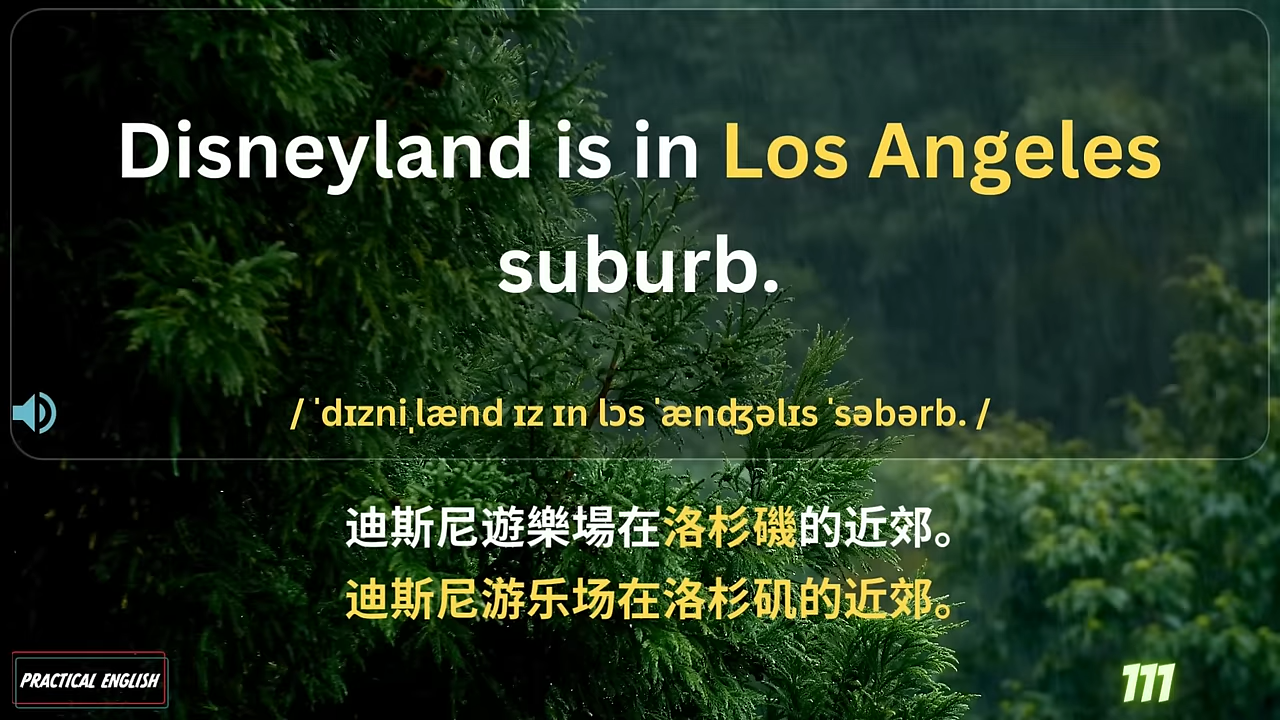 Disneyland is in Los Angeles
suburb.
/ ˈdɪzniˌlænd ɪz ɪn lɔs ˈænʤəlɪs ˈsəbərb. /
迪斯尼遊樂場在洛杉磯的近郊。
迪斯尼游乐场在洛杉矶的近郊。
PRACTICAL ENGLISH
111